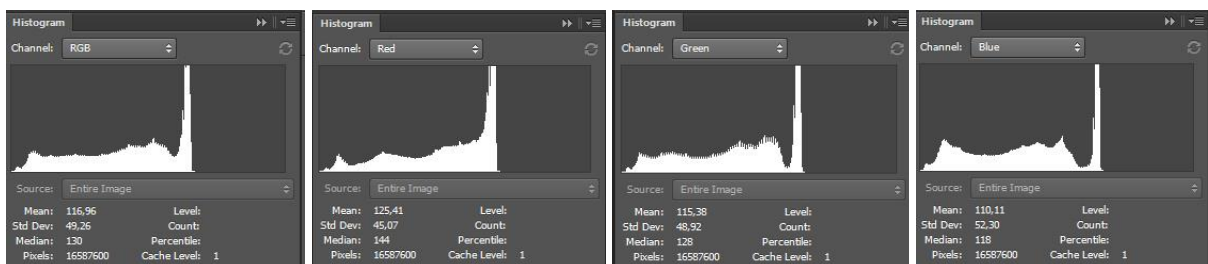 Histogram
Channel: RGB
Source: Entire Image
Mean: 116,96 Level:
Std Dev: 49,26 Count:
Median: 130 Percentile:
Pixels: 16587600 Cache Level: 1
Histogram
Channel: Red
Source: Entire Image
Mean: 125,41 Level:
Std Dev: 45,07 Count:
Median: 144 Percentile:
Pixels: 16587600 Cache Level: 1
Histogram
Channel: Green
Source: Entire Image
Mean: 115,38 Level:
Std Dev: 48,92 Count:
Median: 128 Percentile:
Pixels: 16587600 Cache Level: 1
Histogram
Channel: Blue
Source: Entire Image
Mean: 110,11 Level:
Std Dev: 52,30 Count:
Median: 118 Percentile:
Pixels: 16587600 Cache Level: 1